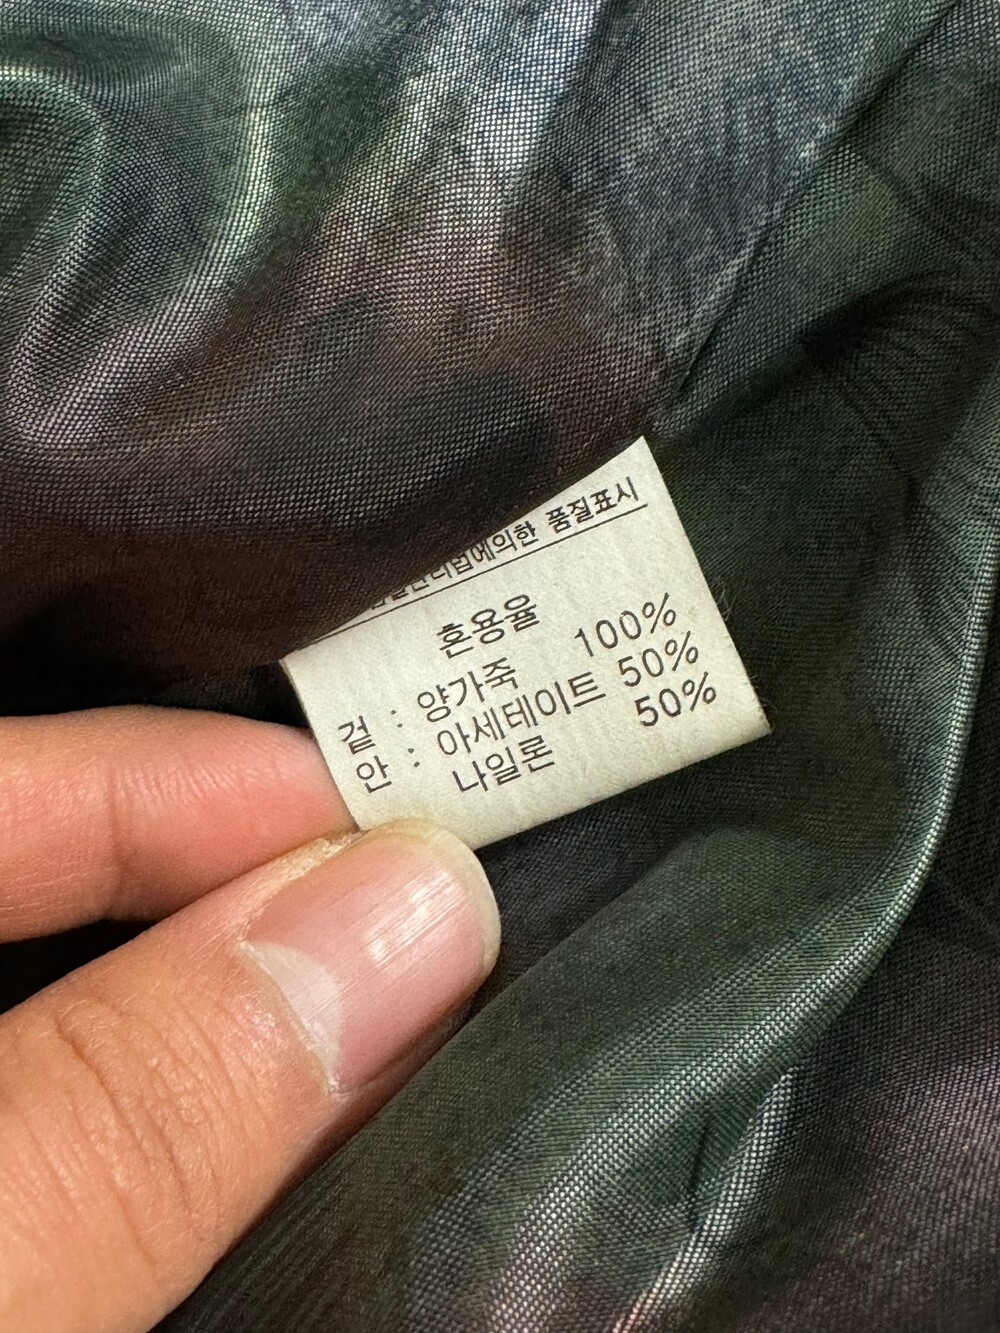 품질표시
혼용율
겉 : 양가죽 100%
안 : 아세테이트 50%
나일론 50%